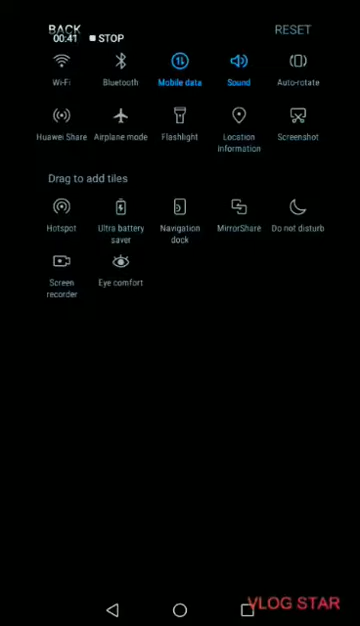 BACK
RESET
00:41 STOP
Wi-Fi Bluetooth Mobile data Sound Auto-rotate
Huawei Share Airplane mode Flashlight Location information Screenshot
Drag to add tiles
Hotspot Ultra battery saver Navigation dock MirrorShare Do not disturb
Screen recorder Eye comfort
VLOG STAR